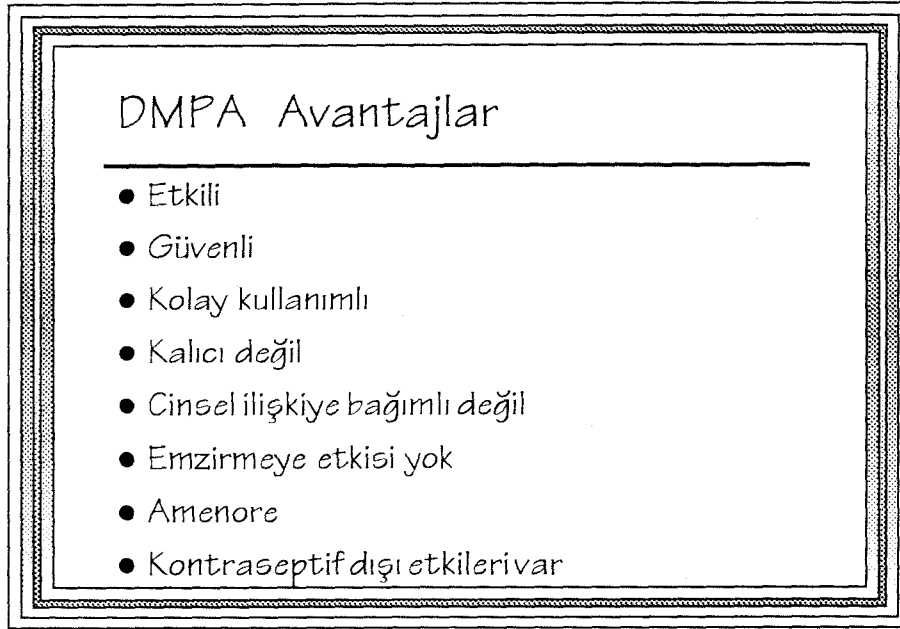 DMPA Avantajlar
● Etkili
● Güvenli
● Kolay kullanımlı
● Kalıcı değil
● Cinsel ilişkiye bağımlı değil
● Emzirmeye etkisi yok
● Amenore
● Kontraseptif dışı etkileri var